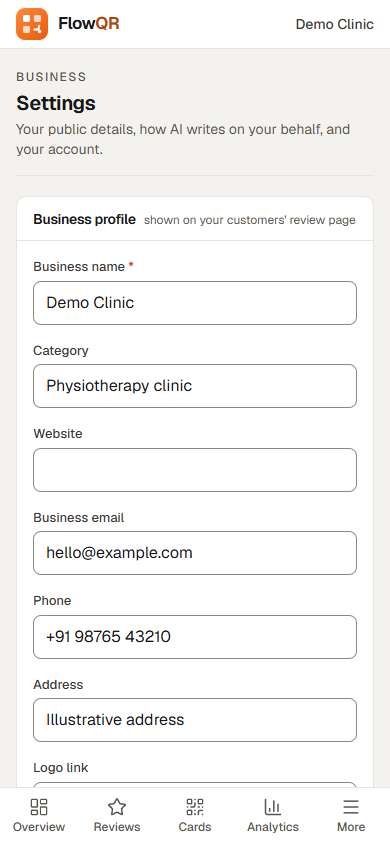 FlowQR
Demo Clinic
BUSINESS
Settings
Your public details, how AI writes on your behalf, and
your account.
Business profile shown on your customers' review page
Business name *
Demo Clinic
Category
Physiotherapy clinic
Website
Business email
hello@example.com
Phone
+91 98765 43210
Address
Illustrative address
Logo link
Overview Reviews Cards Analytics More